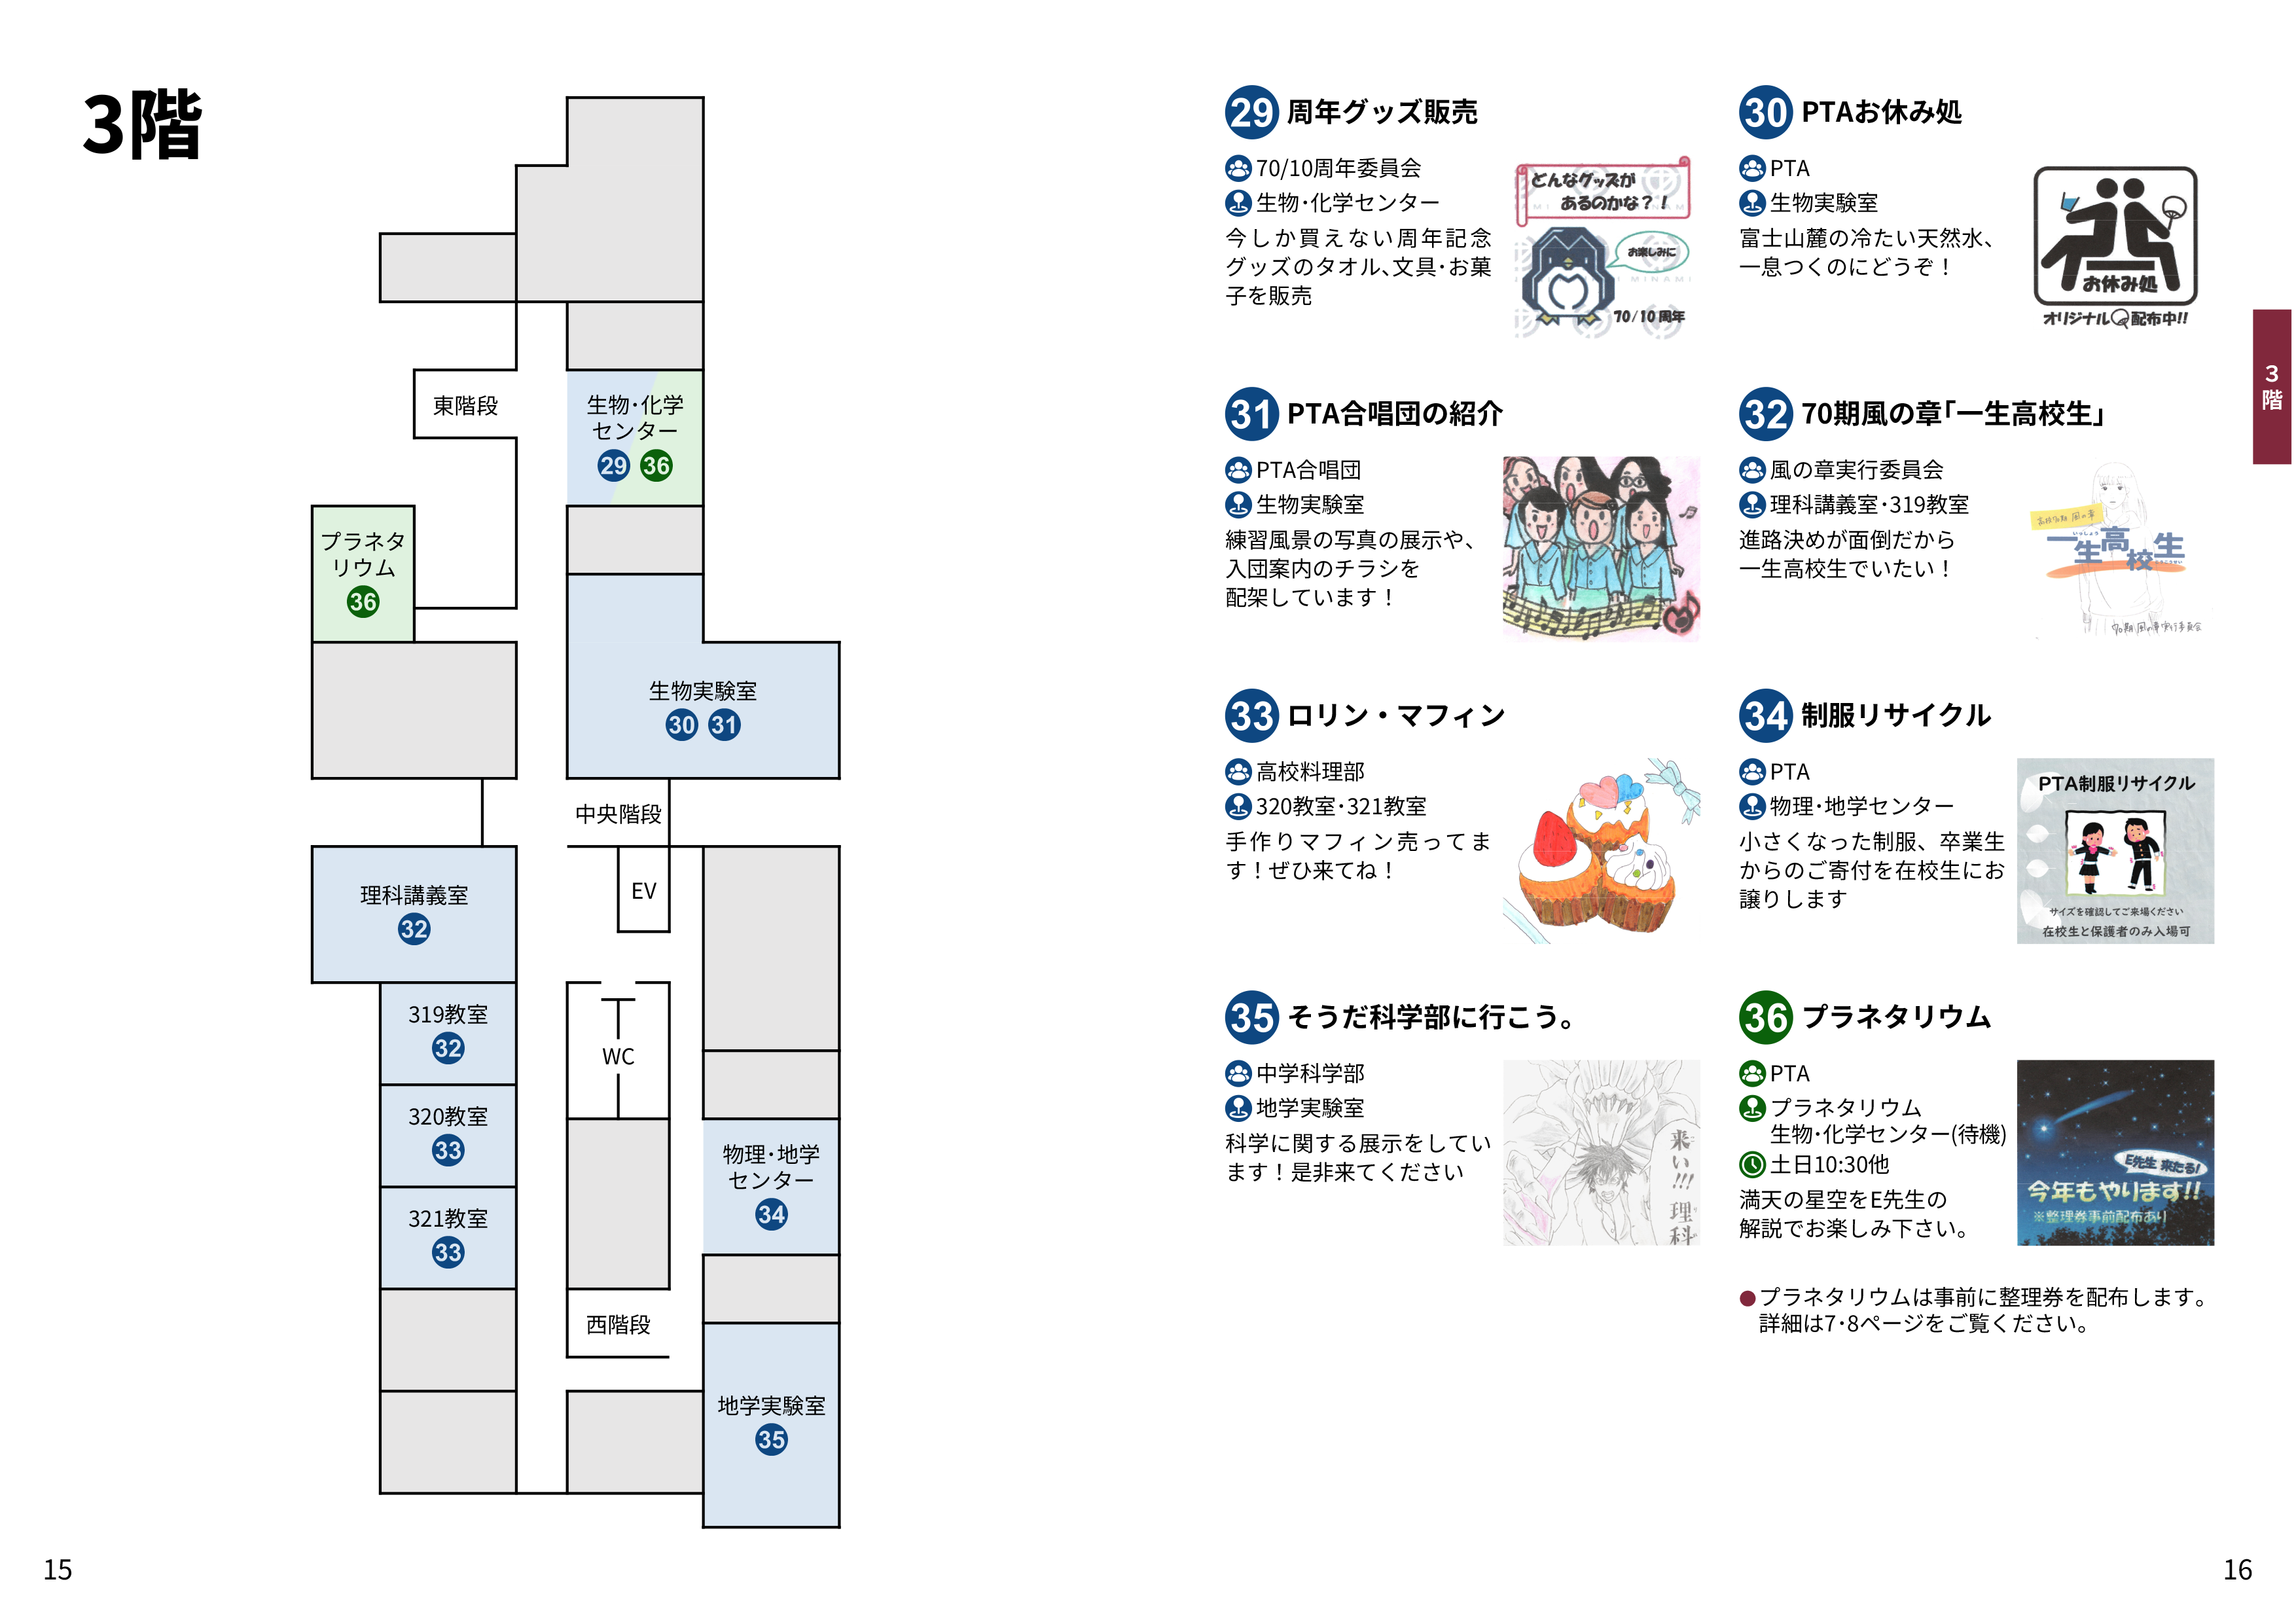 3階
東階段
生物・化学
センター
29 36
プラネタ
リウム
36
生物実験室
30 31
中央階段
理科講義室
32
EV
319教室
32
WC
320教室
33
物理・地学
センター
34
321教室
33
西階段
地学実験室
35
15
29 周年グッズ販売
70/10周年委員会
生物・化学センター
今しか買えない周年記念
グッズのタオル、文具・お菓
子を販売
どんなグッズが
あるのかな?!
お楽しみに
MINAMI
70/10周年
30 PTAお休み処
PTA
生物実験室
富士山麓の冷たい天然水、
一息つくのにどうぞ!
お休み処
オリジナル 配布中!!
31 PTA合唱団の紹介
PTA合唱団
生物実験室
練習風景の写真の展示や、
入団案内のチラシを
配架しています!
32 70期風の章「一生高校生」
風の章実行委員会
理科講義室・319教室
進路決めが面倒だから
一生高校生でいたい!
一生高校生
いっしょう
70期風の章実行委員会
33 ロリン・マフィン
高校料理部
320教室・321教室
手作りマフィン売ってま
す!ぜひ来てね!
34 制服リサイクル
PTA
物理・地学センター
小さくなった制服、卒業生
からのご寄付を在校生にお
譲りします
PTA制服リサイクル
サイズを確認してご来場ください
在校生と保護者のみ入場可
35 そうだ科学部に行こう。
中学科学部
地学実験室
科学に関する展示をしてい
ます!是非来てください
来い!!!
理科
36 プラネタリウム
PTA
プラネタリウム
生物・化学センター(待機)
土日10:30他
満天の星空をE先生の
解説でお楽しみ下さい。
E先生 来たる!
今年もやります!!
※整理券事前配布あり
●プラネタリウムは事前に整理券を配布します。
詳細は7・8ページをご覧ください。
3階
16